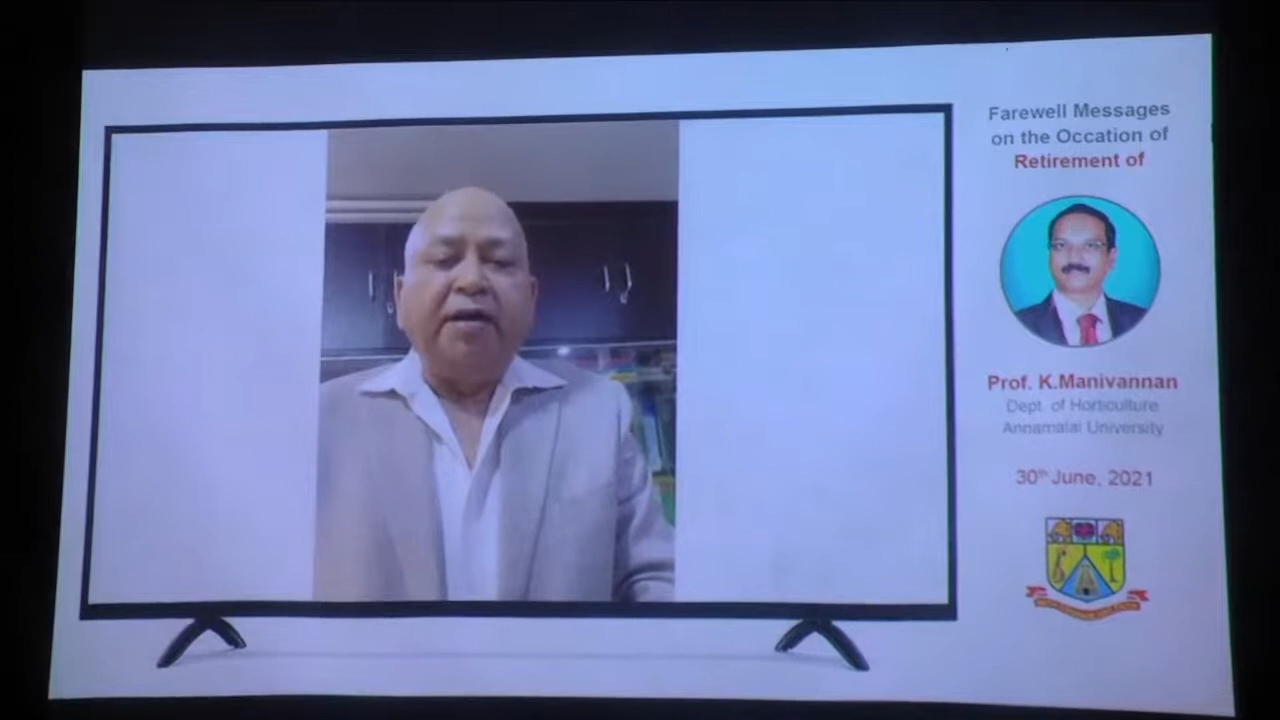 Farewell Messages
on the Occation of
Retirement of
Prof. K.Manivannan
Dept. of Horticulture
Annamalai University
30th June, 2021